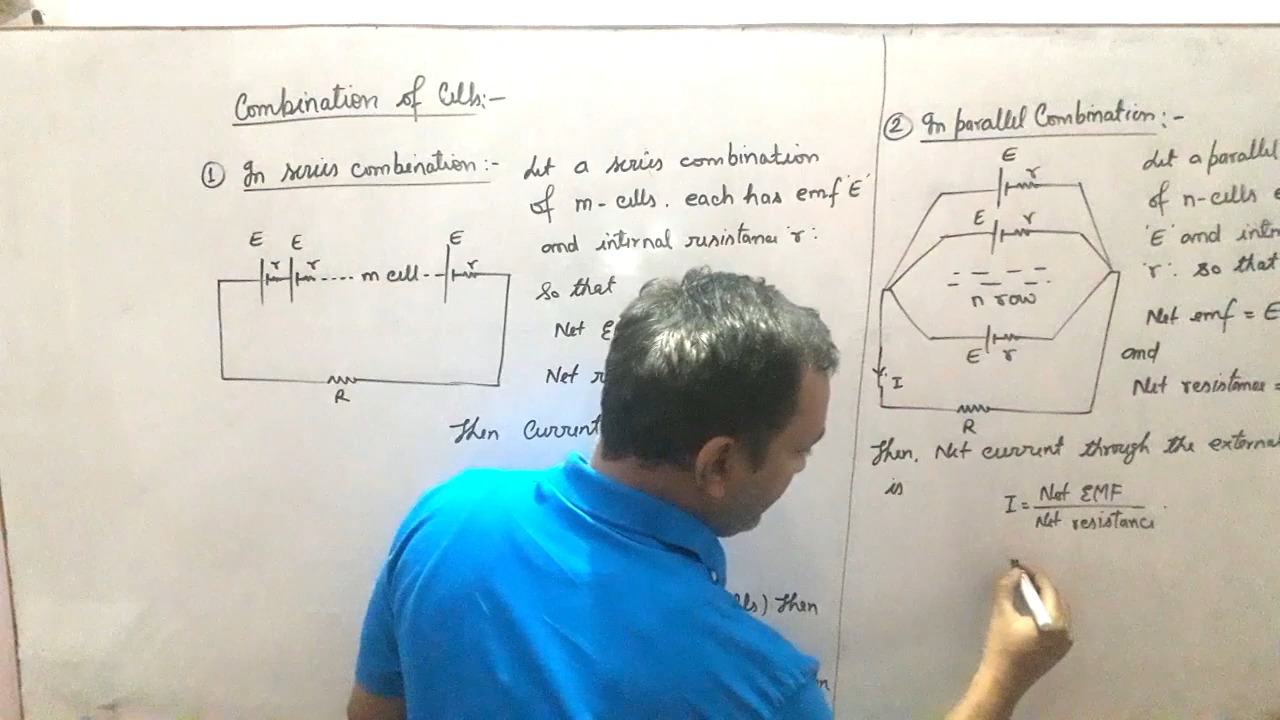 Combination of Cells:-
① In series combination:- Let a series combination
of m-cells. each has emf 'E'
and internal resistance 'r':
So that
Net
Net
Then Current
E E E
r r .... m cell -- r
R
then
② In parallel Combination:-
E r
E r
n row
E r
I
R
Let a parallel
of n-cells
'E' and
'r'. so that
Net emf = E
and
Net resistance =
Then, Net current through the
is
I = Net EMF
Net resistance